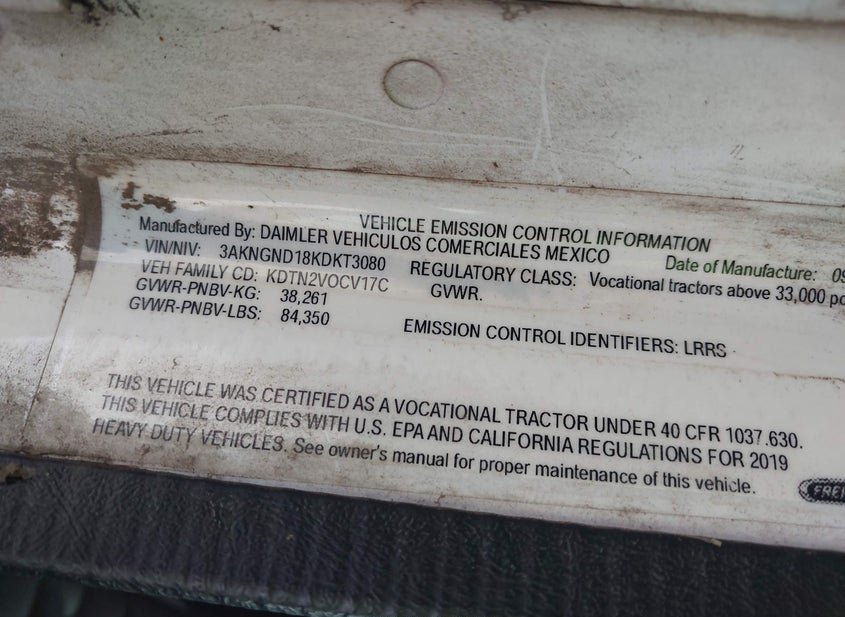 VEHICLE EMISSION CONTROL INFORMATION
Manufactured By: DAIMLER VEHICULOS COMERCIALES MEXICO
Date of Manufacture: 09
VIN/NIV: 3AKNGND18KDKT3080
REGULATORY CLASS: Vocational tractors above 33,000
VEH FAMILY CD: KDTN2VOCV17C
GVWR.
GVWR-PNBV-KG: 38,261
GVWR-PNBV-LBS: 84,350
EMISSION CONTROL IDENTIFIERS: LRRS
THIS VEHICLE WAS CERTIFIED AS A VOCATIONAL TRACTOR UNDER 40 CFR 1037.630.
THIS VEHICLE COMPLIES WITH U.S. EPA AND CALIFORNIA REGULATIONS FOR 2019
HEAVY DUTY VEHICLES. See owner's manual for proper maintenance of this vehicle.